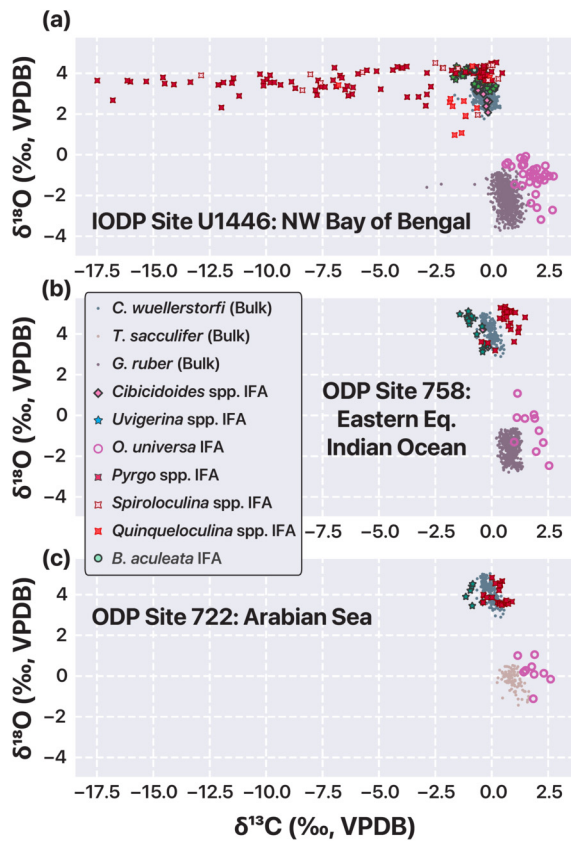 (a)
δ18O (‰, VPDB)
4
2
0
−2
−4
IODP Site U1446: NW Bay of Bengal
−17.5 −15.0 −12.5 −10.0 −7.5 −5.0 −2.5 0.0 2.5
(b)
δ18O (‰, VPDB)
4
2
0
−2
−4
C. wuellerstorfi (Bulk)
T. sacculifer (Bulk)
G. ruber (Bulk)
Cibicidoides spp. IFA
Uvigerina spp. IFA
O. universa IFA
Pyrgo spp. IFA
Spiroloculina spp. IFA
Quinqueloculina spp. IFA
B. aculeata IFA
ODP Site 758:
Eastern Eq.
Indian Ocean
−5.0 −2.5 0.0 2.5
(c)
δ18O (‰, VPDB)
4
2
0
−2
−4
ODP Site 722: Arabian Sea
−17.5 −15.0 −12.5 −10.0 −7.5 −5.0 −2.5 0.0 2.5
δ13C (‰, VPDB)